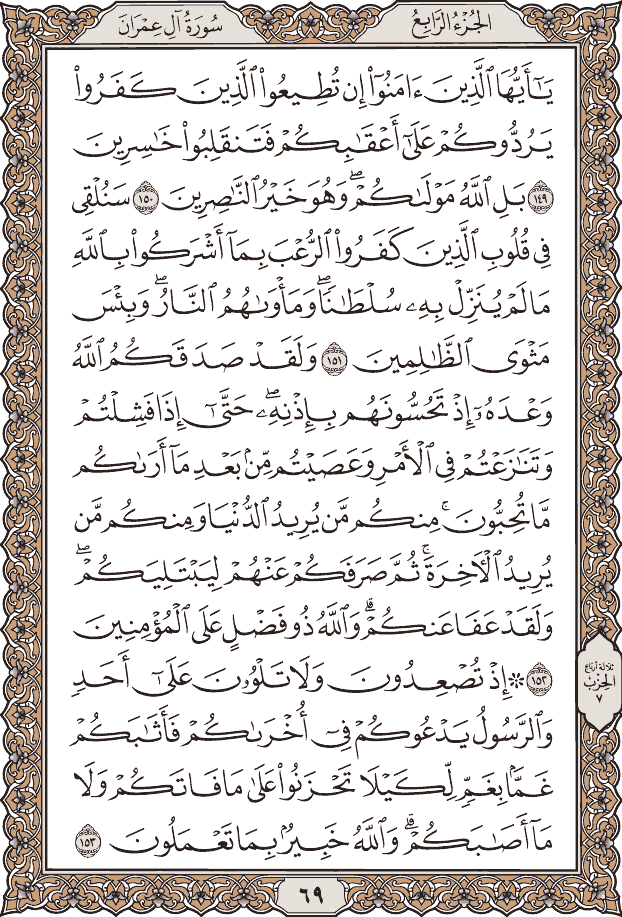 الجُزْءُ الرَّابِعُ
سُورَةُ آلِ عِمْرَانَ
يَٰٓأَيُّهَا ٱلَّذِينَ ءَامَنُوٓا۟ إِن تُطِيعُوا۟ ٱلَّذِينَ كَفَرُوا۟
يَرُدُّوكُمْ عَلَىٰٓ أَعْقَٰبِكُمْ فَتَنقَلِبُوا۟ خَٰسِرِينَ
١٤٩ بَلِ ٱللَّهُ مَوْلَىٰكُمْ ۖ وَهُوَ خَيْرُ ٱلنَّٰصِرِينَ ١٥٠ سَنُلْقِى
فِى قُلُوبِ ٱلَّذِينَ كَفَرُوا۟ ٱلرُّعْبَ بِمَآ أَشْرَكُوا۟ بِٱللَّهِ
مَا لَمْ يُنَزِّلْ بِهِۦ سُلْطَٰنًا ۖ وَمَأْوَىٰهُمُ ٱلنَّارُ ۖ وَبِئْسَ
مَثْوَى ٱلظَّٰلِمِينَ ١٥١ وَلَقَدْ صَدَقَكُمُ ٱللَّهُ
وَعْدَهُۥٓ إِذْ تَحُسُّونَهُم بِإِذْنِهِۦ ۖ حَتَّىٰٓ إِذَا فَشِلْتُمْ
وَتَنَٰزَعْتُمْ فِى ٱلْأَمْرِ وَعَصَيْتُم مِّنۢ بَعْدِ مَآ أَرَىٰكُم
مَّا تُحِبُّونَ ۚ مِنكُم مَّن يُرِيدُ ٱلدُّنْيَا وَمِنكُم مَّن
يُرِيدُ ٱلْءَاخِرَةَ ۚ ثُمَّ صَرَفَكُمْ عَنْهُمْ لِيَبْتَلِيَكُمْ ۖ
وَلَقَدْ عَفَا عَنكُمْ ۗ وَٱللَّهُ ذُو فَضْلٍ عَلَى ٱلْمُؤْمِنِينَ
١٥٢ ۞ إِذْ تُصْعِدُونَ وَلَا تَلْوُۥنَ عَلَىٰٓ أَحَدٍ
وَٱلرَّسُولُ يَدْعُوكُمْ فِىٓ أُخْرَىٰكُمْ فَأَثَٰبَكُمْ
غَمًّۢا بِغَمٍّ لِّكَيْلَا تَحْزَنُوا۟ عَلَىٰ مَا فَاتَكُمْ وَلَا
مَآ أَصَٰبَكُمْ ۗ وَٱللَّهُ خَبِيرٌۢ بِمَا تَعْمَلُونَ ١٥٣
ثلاثة أرباع
الحِزْب
٧
٦٩